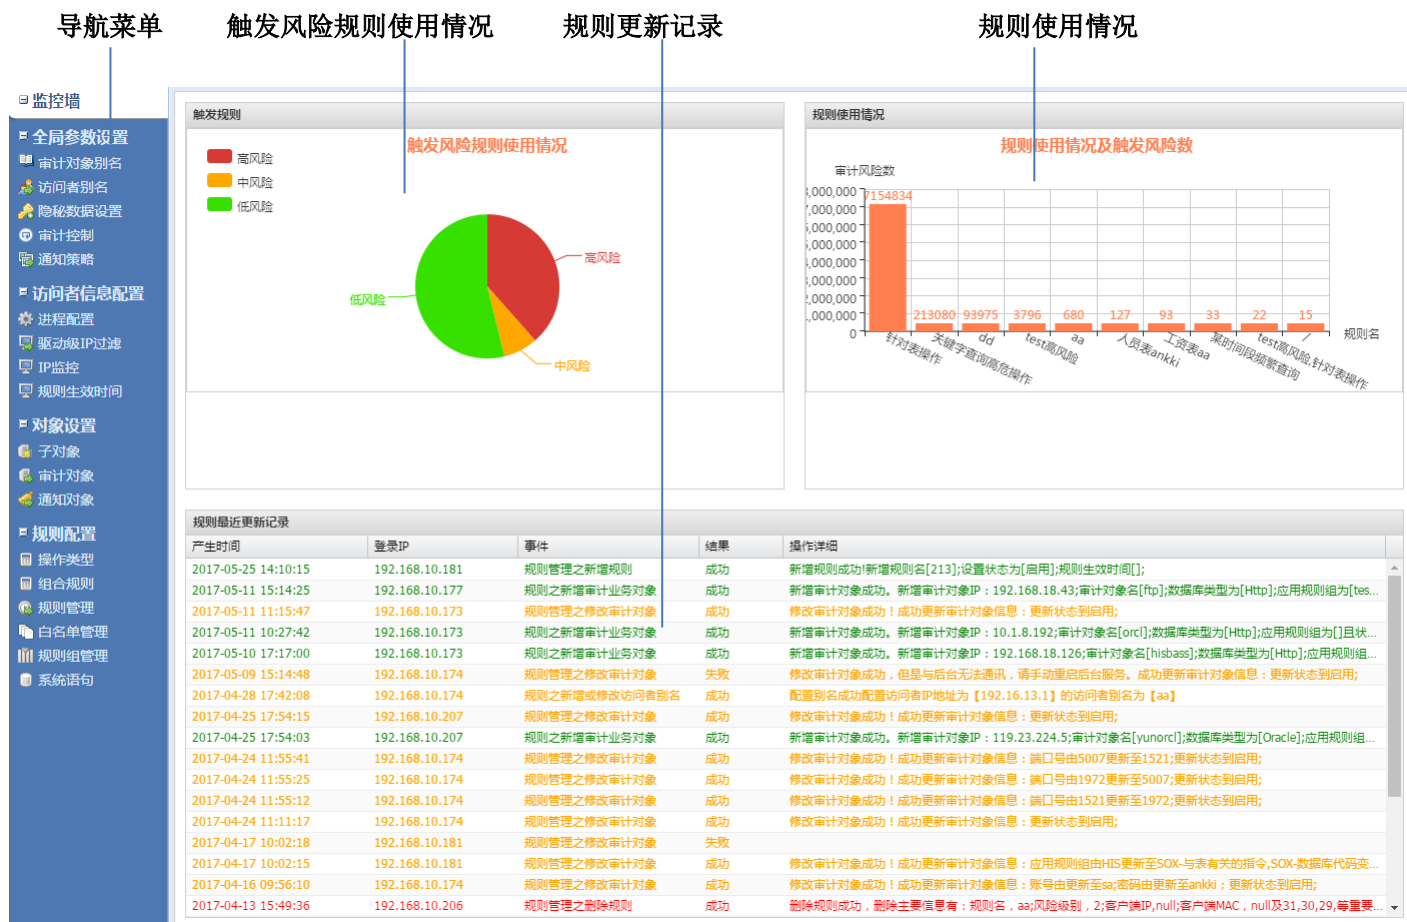 导航菜单 触发风险规则使用情况 规则更新记录 规则使用情况
监控墙
全局参数设置
审计对象别名
访问者别名
隐秘数据设置
审计控制
通知策略
访问者信息配置
进程配置
驱动级IP过滤
IP监控
规则生效时间
对象设置
子对象
审计对象
通知对象
规则配置
操作类型
组合规则
规则管理
白名单管理
规则组管理
系统语句
触发规则
触发风险规则使用情况
高风险
中风险
低风险
高风险
低风险
中风险
规则使用情况
规则使用情况及触发风险数
审计风险数
,000,000
7,000,000
,000,000
,000,000
,000,000
,000,000
2,000,000
1,000,000
0
7154834 213080 93975 3796 680 127 93 33 22 15
针对表操作 关键字查询高危操作 dd test高风险 aa 人员表ankki 工资表aa 某时间段频繁查询 test高风险,针对表操作 /
规则名
规则最近更新记录
产生时间 登录IP 事件 结果 操作详细
2017-05-25 14:10:15 192.168.10.181 规则管理之新增规则 成功 新增规则成功!新增规则名[213];设置状态为[启用];规则生效时间[];
2017-05-11 15:14:25 192.168.10.177 规则之新增审计业务对象 成功 新增审计对象成功。新增审计对象IP：192.168.18.43;审计对象名[ftp];数据库类型为[Http];应用规则组为[tes...
2017-05-11 11:15:47 192.168.10.173 规则管理之修改审计对象 成功 修改审计对象成功！成功更新审计对象信息：更新状态到启用;
2017-05-11 10:27:42 192.168.10.173 规则之新增审计业务对象 成功 新增审计对象成功。新增审计对象IP：10.1.8.192;审计对象名[orcl];数据库类型为[Http];应用规则组为[]且状...
2017-05-10 17:17:00 192.168.10.173 规则之新增审计业务对象 成功 新增审计对象成功。新增审计对象IP：192.168.18.126;审计对象名[hisbass];数据库类型为[Http];应用规则组...
2017-05-09 15:14:48 192.168.10.174 规则管理之修改审计对象 失败 修改审计对象成功，但是与后台无法通讯，请手动重启后台服务。成功更新审计对象信息：更新状态到启用;
2017-04-28 17:42:08 192.168.10.174 规则之新增或修改访问者别名 成功 配置别名成功配置访问者IP地址为【192.16.13.1】的访问者别名为【aa】
2017-04-25 17:54:15 192.168.10.207 规则管理之修改审计对象 成功 修改审计对象成功！成功更新审计对象信息：更新状态到启用;
2017-04-25 17:54:03 192.168.10.207 规则之新增审计业务对象 成功 新增审计对象成功。新增审计对象IP：119.23.224.5;审计对象名[yunorcl];数据库类型为[Oracle];应用规则组...
2017-04-24 11:55:41 192.168.10.174 规则管理之修改审计对象 成功 修改审计对象成功！成功更新审计对象信息：端口号由5007更新至1521;更新状态到启用;
2017-04-24 11:55:25 192.168.10.174 规则管理之修改审计对象 成功 修改审计对象成功！成功更新审计对象信息：端口号由1972更新至5007;更新状态到启用;
2017-04-24 11:55:12 192.168.10.174 规则管理之修改审计对象 成功 修改审计对象成功！成功更新审计对象信息：端口号由1521更新至1972;更新状态到启用;
2017-04-24 11:11:17 192.168.10.174 规则管理之修改审计对象 成功 修改审计对象成功！成功更新审计对象信息：更新状态到启用;
2017-04-17 10:02:18 192.168.10.181 规则管理之修改审计对象 失败
2017-04-17 10:02:15 192.168.10.181 规则管理之修改审计对象 成功 修改审计对象成功！成功更新审计对象信息：应用规则组由HIS更新至SOX-与表有关的指令,SOX-数据库代码变...
2017-04-16 09:56:10 192.168.10.174 规则管理之修改审计对象 成功 修改审计对象成功！成功更新审计对象信息：账号由更新至sa;密码由更新至ankki；更新状态到启用;
2017-04-13 15:49:36 192.168.10.206 规则管理之删除规则 成功 删除规则成功，删除主要信息有：规则名，aa;风险级别，2;客户端IP,null;客户端MAC，null及31,30,29,等重要...